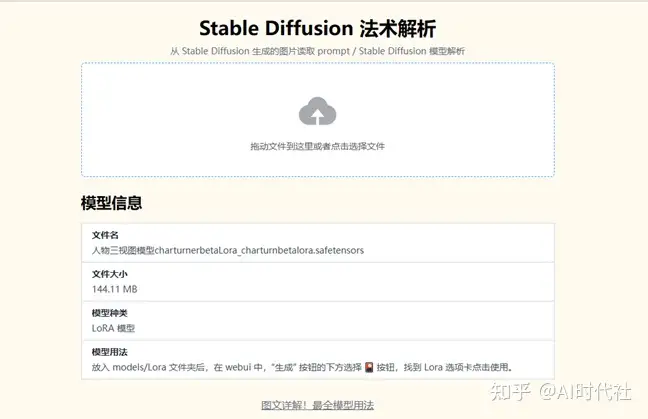 Stable Diffusion 法术解析
从 Stable Diffusion 生成的图片读取 prompt / Stable Diffusion 模型解析
拖动文件到这里或者点击选择文件
模型信息
文件名
人物三视图模型charturnerbetaLora_charturnbetalora.safetensors
文件大小
144.11 MB
模型种类
LoRA 模型
模型用法
放入 models/Lora 文件夹后，在 webui 中，“生成” 按钮的下方选择 🎴 按钮，找到 Lora 选项卡点击使用。
图文详解！最全模型用法
知乎 @AI时代社